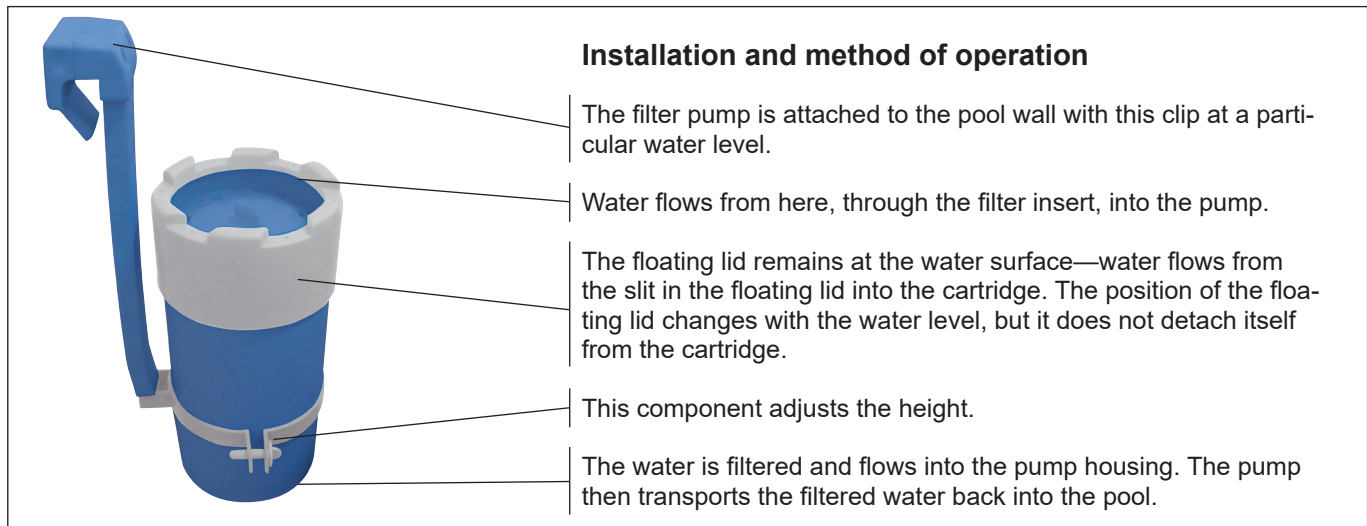 Installation and method of operation
The filter pump is attached to the pool wall with this clip at a parti-
cular water level.
Water flows from here, through the filter insert, into the pump.
The floating lid remains at the water surface—water flows from
the slit in the floating lid into the cartridge. The position of the floa-
ting lid changes with the water level, but it does not detach itself
from the cartridge.
This component adjusts the height.
The water is filtered and flows into the pump housing. The pump
then transports the filtered water back into the pool.